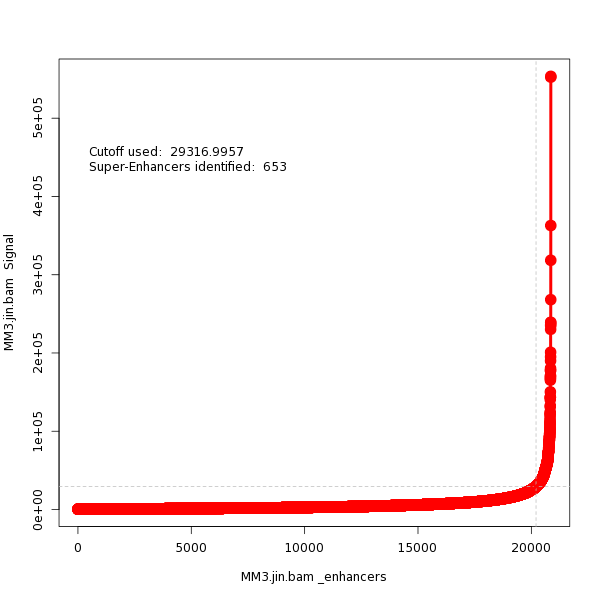 Cutoff used:  29316.9957
Super-Enhancers identified:  653
MM3.jin.bam  Signal
5e+05
4e+05
3e+05
2e+05
1e+05
0e+00
0 5000 10000 15000 20000
MM3.jin.bam _enhancers